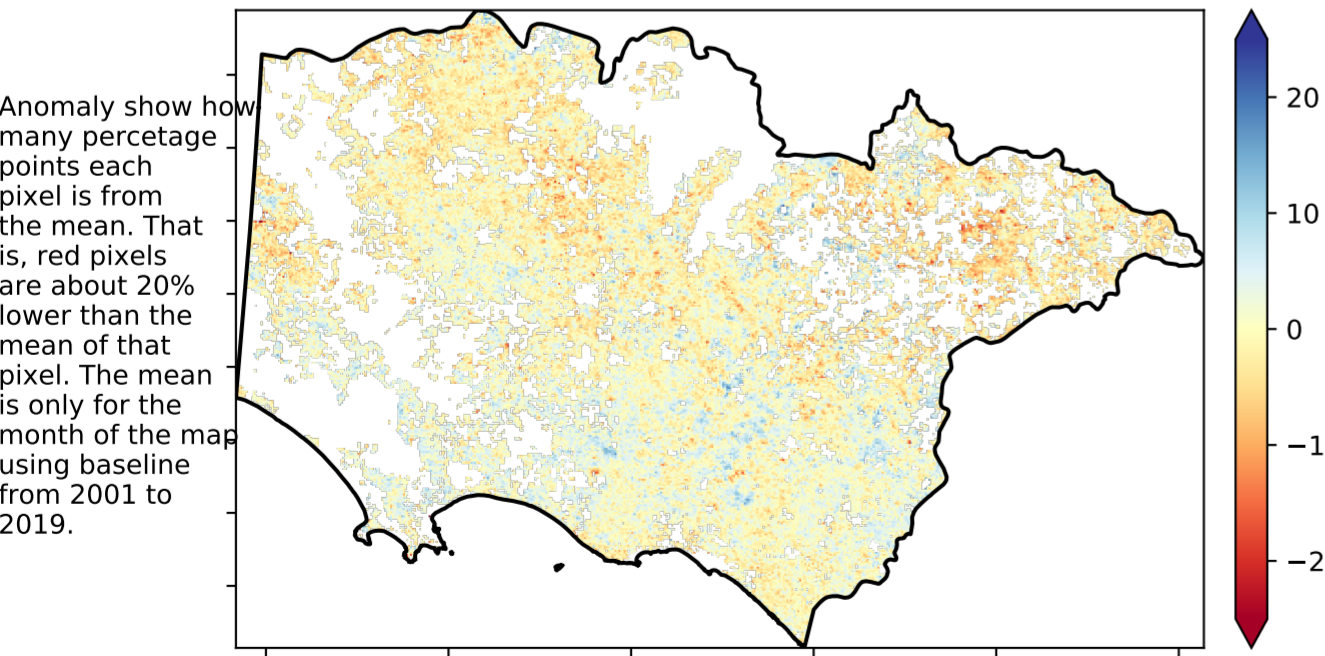 Anomaly show how
many percetage
points each
pixel is from
the mean. That
is, red pixels
are about 20%
lower than the
mean of that
pixel. The mean
is only for the
month of the map
using baseline
from 2001 to
2019.
20
10
0
−1
−2